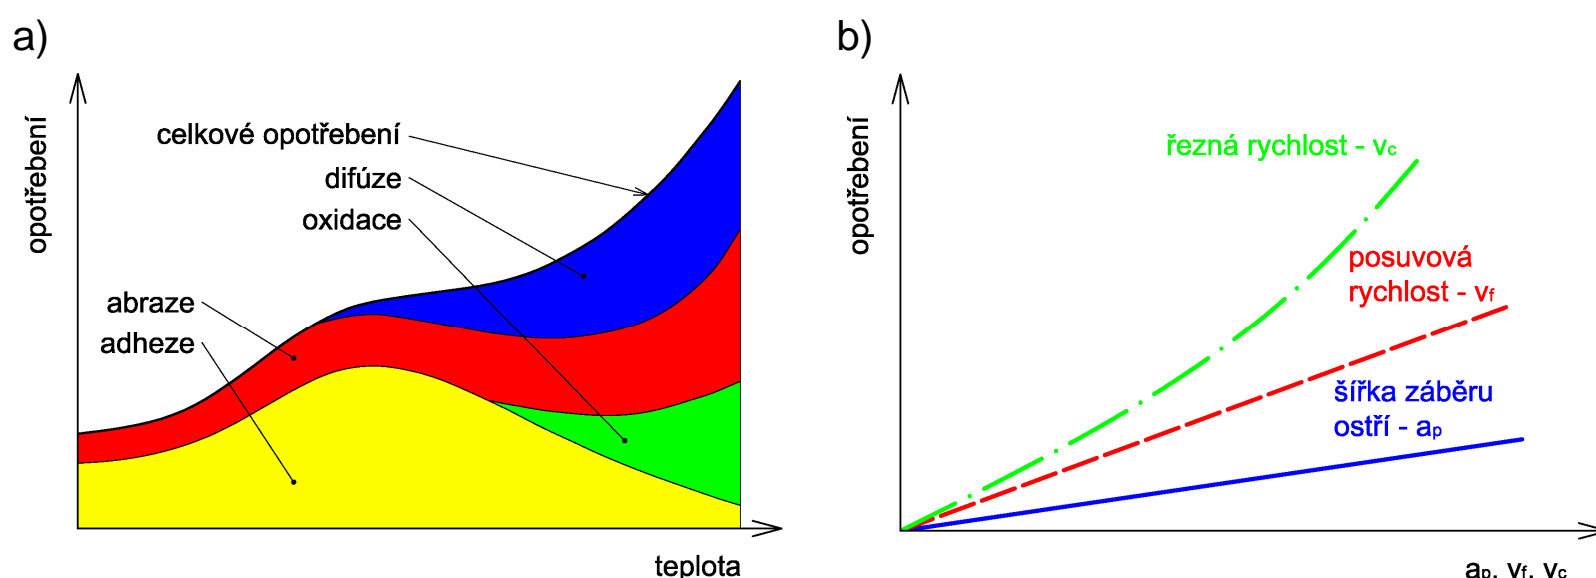 a)
opotřebení
celkové opotřebení
difúze
oxidace
abraze
adheze
teplota
b)
opotřebení
řezná rychlost - vc
posuvová
rychlost - vf
šířka záběru
ostří - ap
ap, vf, vc